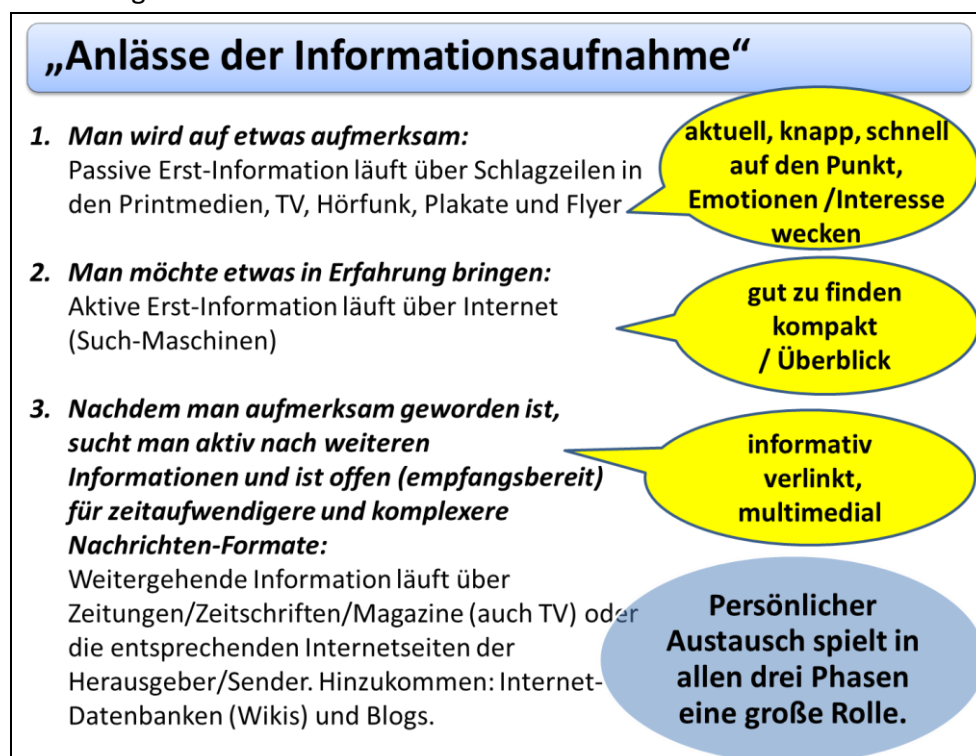 „Anlässe der Informationsaufnahme“
1. Man wird auf etwas aufmerksam:
Passive Erst-Information läuft über Schlagzeilen in
den Printmedien, TV, Hörfunk, Plakate und Flyer
aktuell, knapp, schnell
auf den Punkt,
Emotionen /Interesse
wecken
2. Man möchte etwas in Erfahrung bringen:
Aktive Erst-Information läuft über Internet
(Such-Maschinen)
gut zu finden
kompakt
/ Überblick
3. Nachdem man aufmerksam geworden ist,
sucht man aktiv nach weiteren
Informationen und ist offen (empfangsbereit)
für zeitaufwendigere und komplexere
Nachrichten-Formate:
Weitergehende Information läuft über
Zeitungen/Zeitschriften/Magazine (auch TV) oder
die entsprechenden Internetseiten der
Herausgeber/Sender. Hinzukommen: Internet-
Datenbanken (Wikis) und Blogs.
informativ
verlinkt,
multimedial
Persönlicher
Austausch spielt in
allen drei Phasen
eine große Rolle.